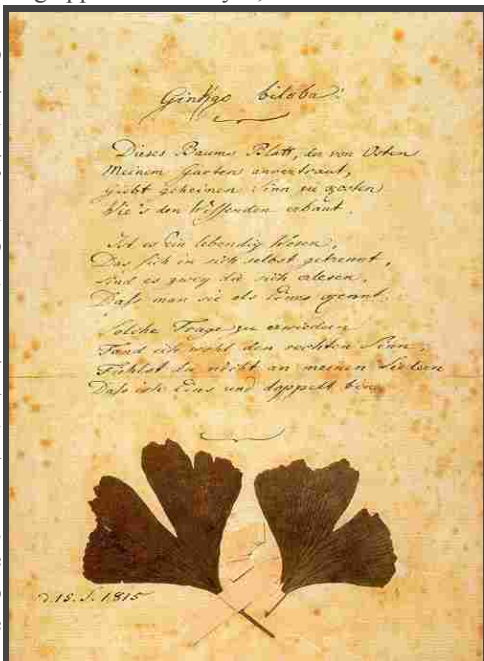 Ginkgo biloba.
Dieses Baums Blatt, der von Osten
Meinem Garten anvertraut,
Giebt geheimen Sinn zu kosten
Wie's den Wissenden erbaut.
Ist es Ein lebendig Wesen,
Das sich in sich selbst getrennt,
Sind es zwey die sich erlesen,
Dass man sie als Eines kennt.
Solche Frage zu erwiedern
Fand ich wohl den rechten Sinn;
Fühlst du nicht an meinen Liedern
Dass ich Eins und doppelt bin.
d. 15. S. 1815